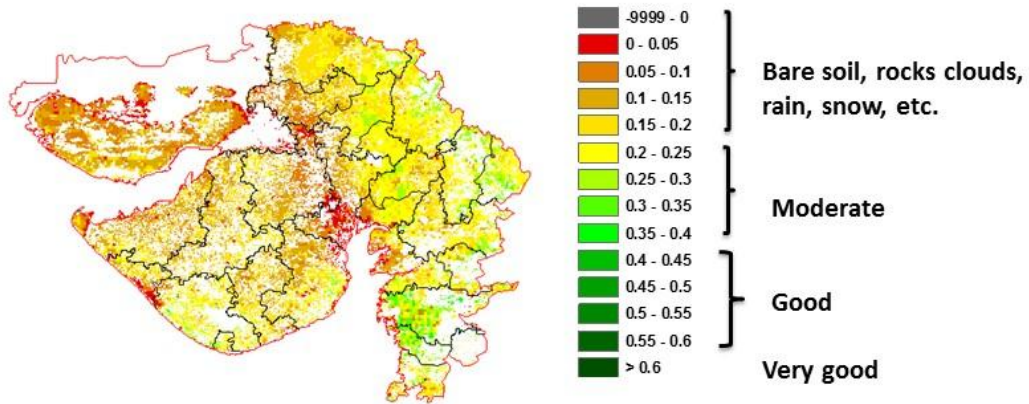 -9999 - 0
0 - 0.05
0.05 - 0.1
0.1 - 0.15
0.15 - 0.2
0.2 - 0.25
0.25 - 0.3
0.3 - 0.35
0.35 - 0.4
0.4 - 0.45
0.45 - 0.5
0.5 - 0.55
0.55 - 0.6
> 0.6
Bare soil, rocks clouds,
rain, snow, etc.
Moderate
Good
Very good